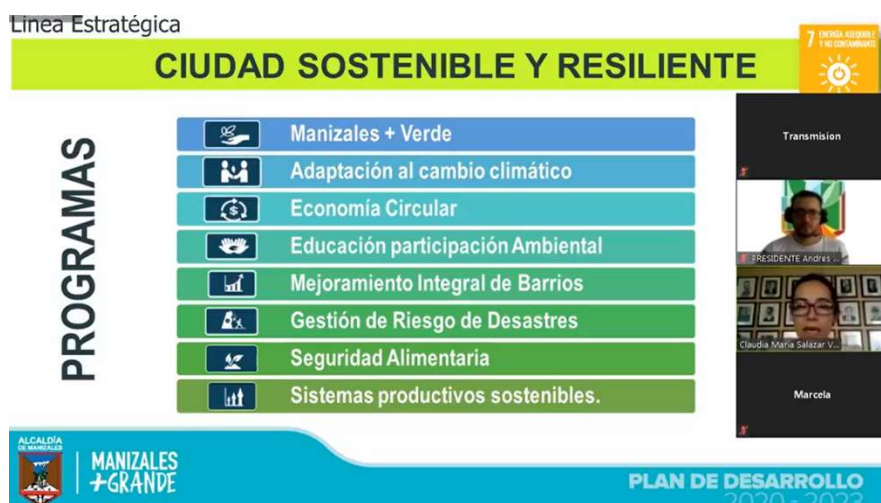 Línea Estratégica
CIUDAD SOSTENIBLE Y RESILIENTE
7 ENERGÍA ASEQUIBLE
Y NO CONTAMINANTE
PROGRAMAS
Manizales + Verde
Adaptación al cambio climático
Economía Circular
Educación participación Ambiental
Mejoramiento Integral de Barrios
Gestión de Riesgo de Desastres
Seguridad Alimentaria
Sistemas productivos sostenibles.
Transmision
PRESIDENTE Andres ...
Claudia María Salazar V...
Marcela
ALCALDÍA
DE MANIZALES
MANIZALES
+GRANDE
PLAN DE DESARROLLO
2020 - 2023